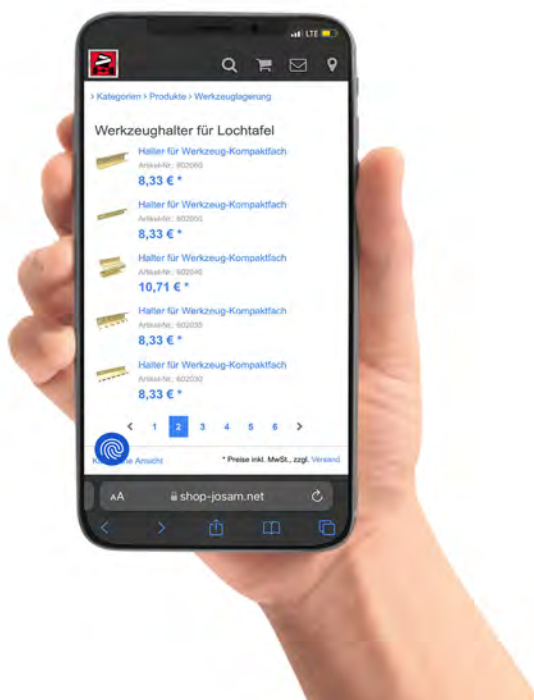 LTE
> Kategorien > Produkte > Werkzeuglagerung
Werkzeughalter für Lochtafel
Halter für Werkzeug-Kompaktfach
Artikel-Nr.: 602060
8,33 € *
Halter für Werkzeug-Kompaktfach
Artikel-Nr.: 602050
8,33 € *
Halter für Werkzeug-Kompaktfach
Artikel-Nr.: 602040
10,71 € *
Halter für Werkzeug-Kompaktfach
Artikel-Nr.: 602035
8,33 € *
Halter für Werkzeug-Kompaktfach
Artikel-Nr.: 602030
8,33 € *
< 1 2 3 4 5 6 >
Ansicht * Preise inkl. MwSt., zzgl. Versand
AA shop-josam.net